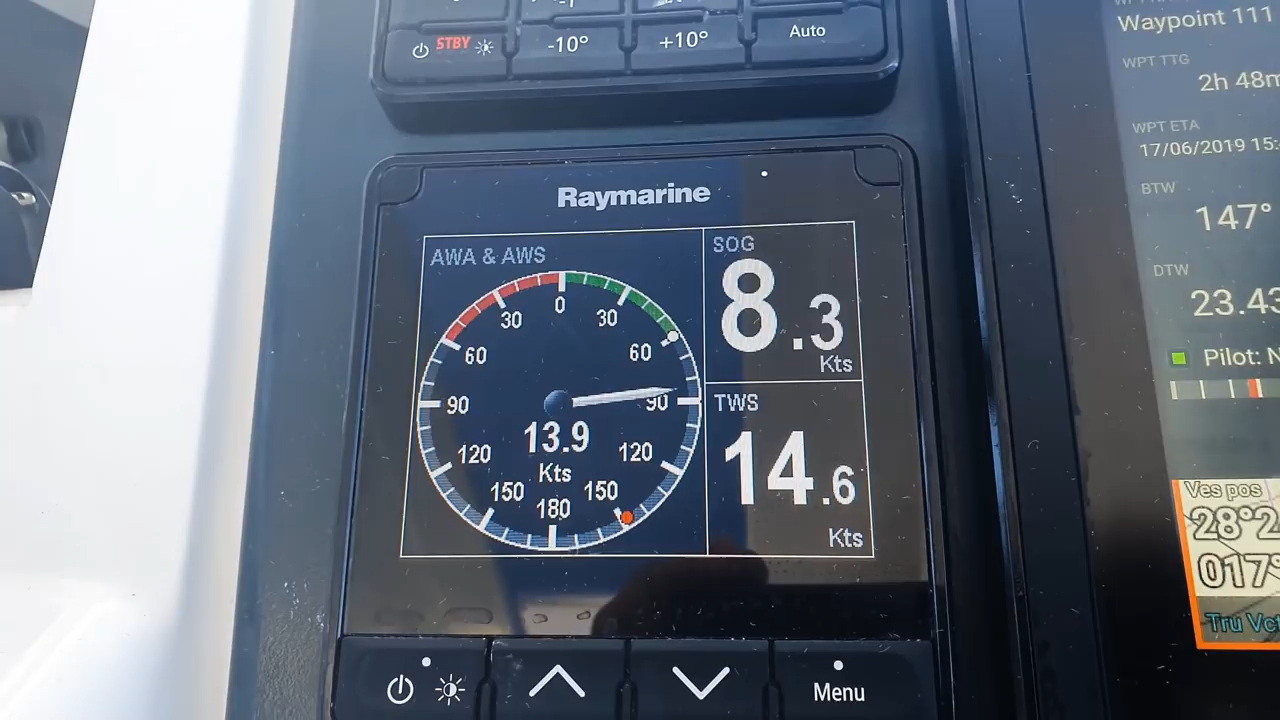 STBY
-10°
+10°
Auto
Raymarine
AWA & AWS
0
30
30
60
60
90
90
13.9
Kts
120
120
150
150
180
SOG
8.3
Kts
TWS
14.6
Kts
Menu
Waypoint 111
WPT TTG
2h 48m
WPT ETA
17/06/2019 15:
BTW
147°
DTW
23.43
Pilot:
Ves pos
28°2
017°
Tru